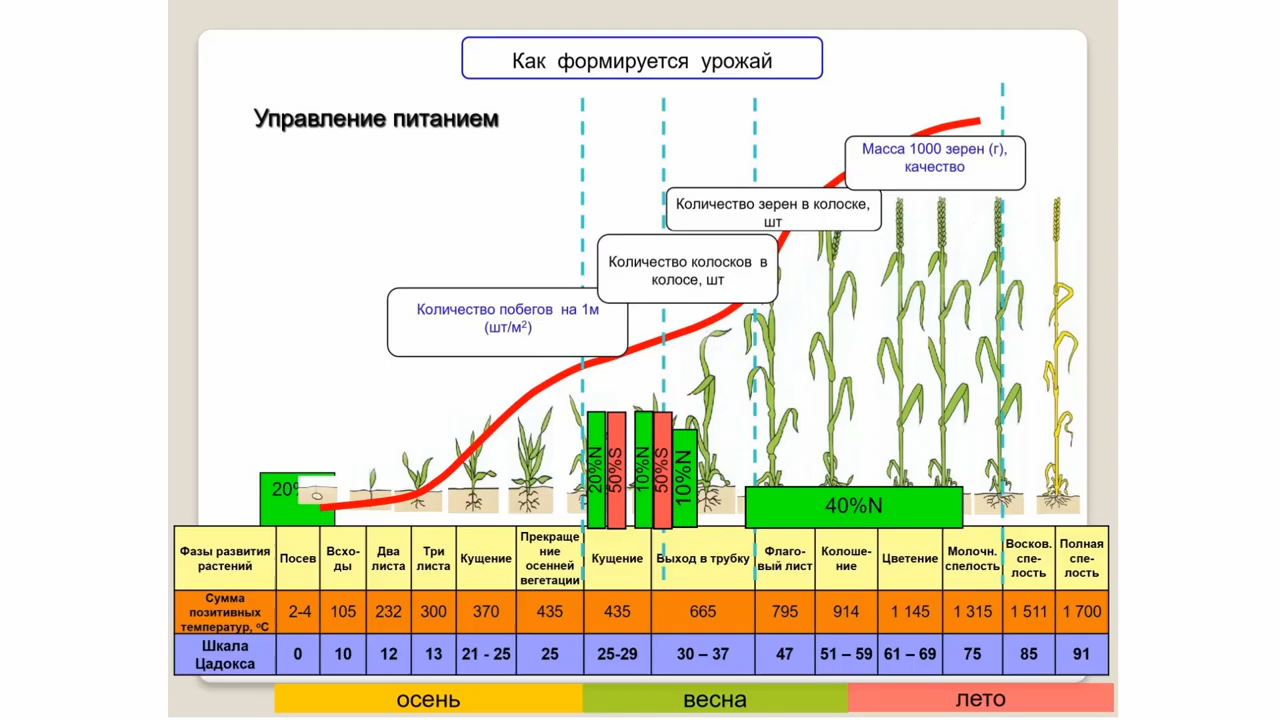 Как формируется урожай
Управление питанием
Масса 1000 зерен (г),
качество
Количество зерен в колоске,
шт
Количество колосков в
колосе, шт
Количество побегов на 1м
(шт/м²)
20%N
50%S
10%N
50%S
10%N
40%N
Фазы развития
растений
Посев
Всхо-
ды
Два
листа
Три
листа
Кущение
Прекраще
ние
осенней
вегетации
Кущение
Выход в трубку
Флаго-
вый лист
Колоше-
ние
Цветение
Молочн.
спелость
Восков.
спе-
лость
Полная
спе-
лость
Сумма
позитивных
температур, °С
2-4
105
232
300
370
435
435
665
795
914
1 145
1 315
1 511
1 700
Шкала
Цадокса
0
10
12
13
21 - 25
25
25-29
30 – 37
47
51 – 59
61 – 69
75
85
91
осень
весна
лето